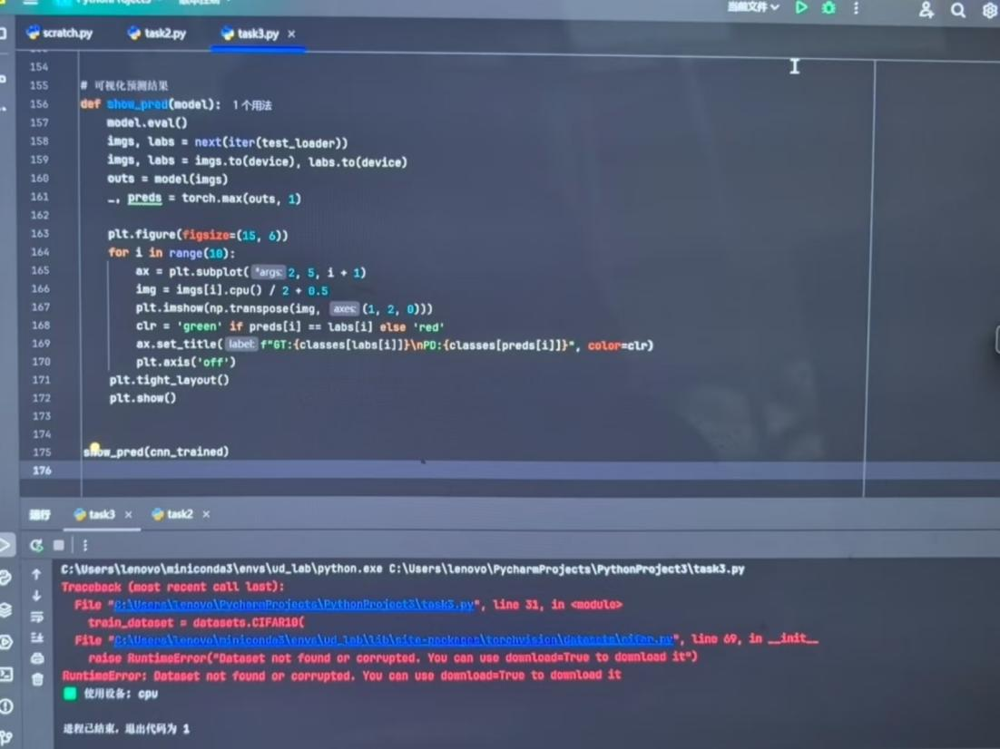 PythonProject3
版本控制
当前文件
scratch.py
task2.py
task3.py ×
154
155 # 可视化预测结果
156 def show_pred(model): 1 个用法
157 model.eval()
158 imgs, labs = next(iter(test_loader))
159 imgs, labs = imgs.to(device), labs.to(device)
160 outs = model(imgs)
161 _, preds = torch.max(outs, 1)
162
163 plt.figure(figsize=(15, 6))
164 for i in range(10):
165 ax = plt.subplot( *args: 2, 5, i + 1)
166 img = imgs[i].cpu() / 2 + 0.5
167 plt.imshow(np.transpose(img, axes: (1, 2, 0)))
168 clr = 'green' if preds[i] == labs[i] else 'red'
169 ax.set_title( label: f"GT:{classes[labs[i]]}\nPD:{classes[preds[i]]}", color=clr)
170 plt.axis('off')
171 plt.tight_layout()
172 plt.show()
173
174
175 show_pred(cnn_trained)
176
运行
task3 ×
task2 ×
C:\Users\lenovo\miniconda3\envs\ud_lab\python.exe C:\Users\lenovo\PycharmProjects\PythonProject3\task3.py
Traceback (most recent call last):
File "C:\Users\lenovo\PycharmProjects\PythonProject3\task3.py", line 31, in <module>
train_dataset = datasets.CIFAR10(
File "C:\Users\lenovo\miniconda3\envs\ud_lab\lib\site-packages\torchvision\datasets\cifar.py", line 69, in __init__
raise RuntimeError("Dataset not found or corrupted. You can use download=True to download it")
RuntimeError: Dataset not found or corrupted. You can use download=True to download it
使用设备: cpu
进程已结束，退出代码为 1